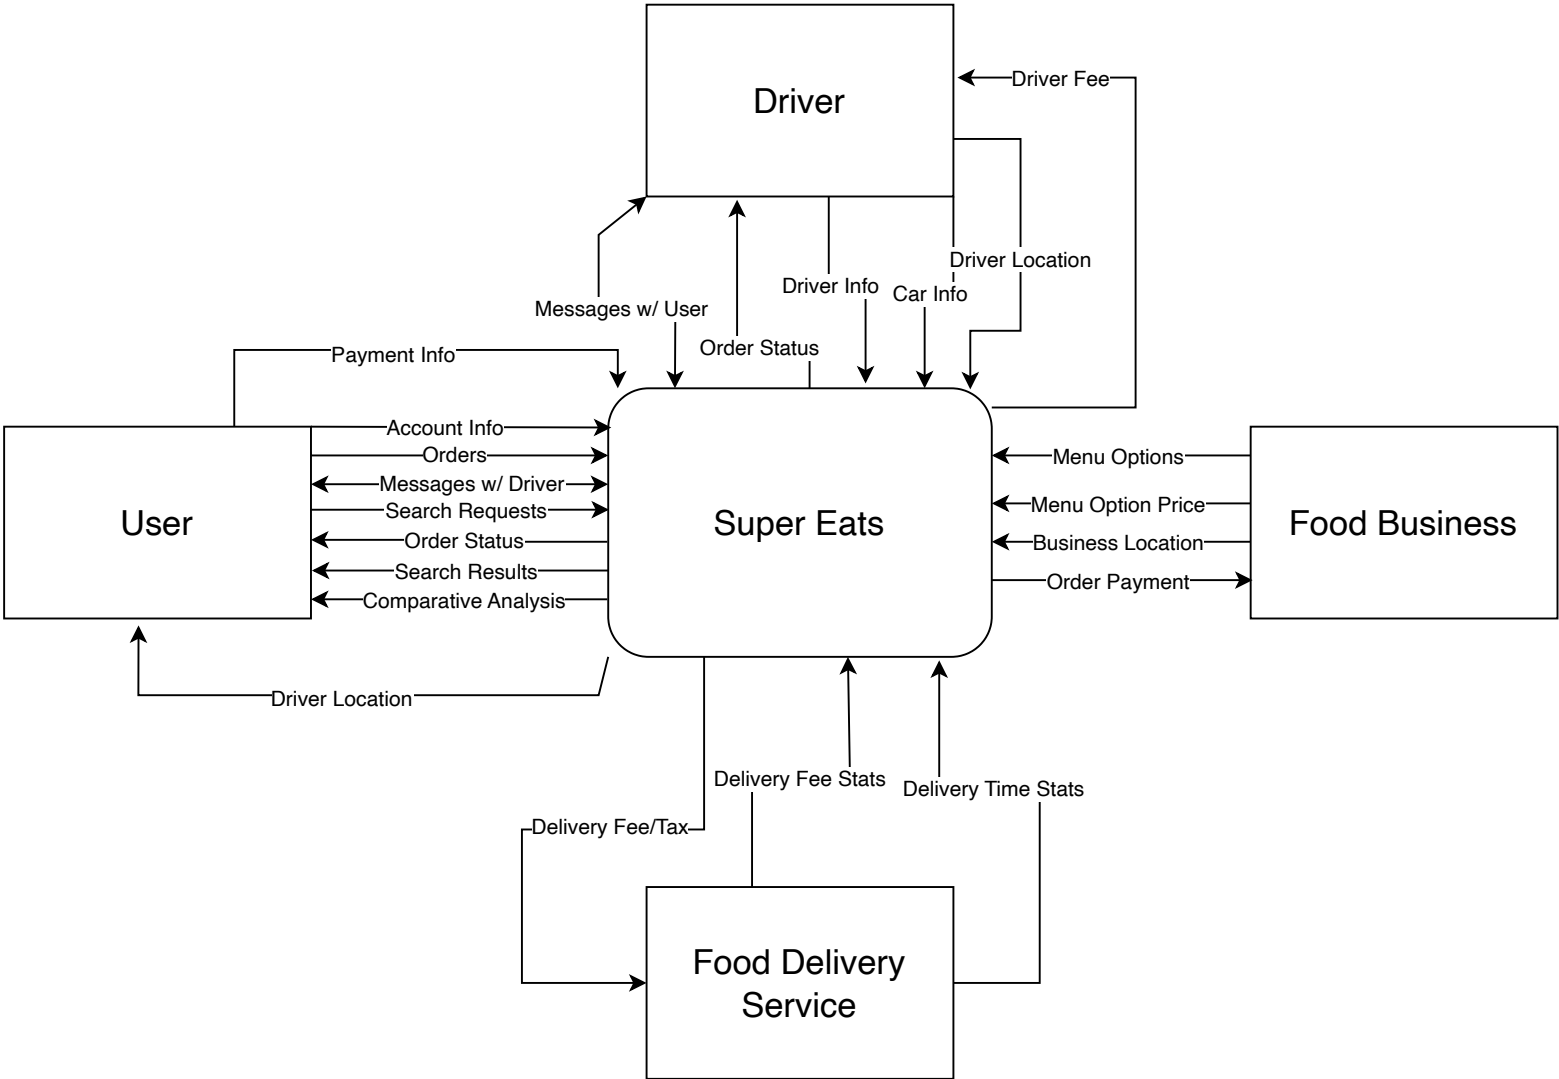 Driver
Driver Fee
Driver Location
Driver Info
Car Info
Messages w/ User
Order Status
Payment Info
Account Info
Orders
Messages w/ Driver
Search Requests
Order Status
Search Results
Comparative Analysis
User
Super Eats
Menu Options
Menu Option Price
Business Location
Order Payment
Food Business
Driver Location
Delivery Fee Stats
Delivery Time Stats
Delivery Fee/Tax
Food Delivery
Service